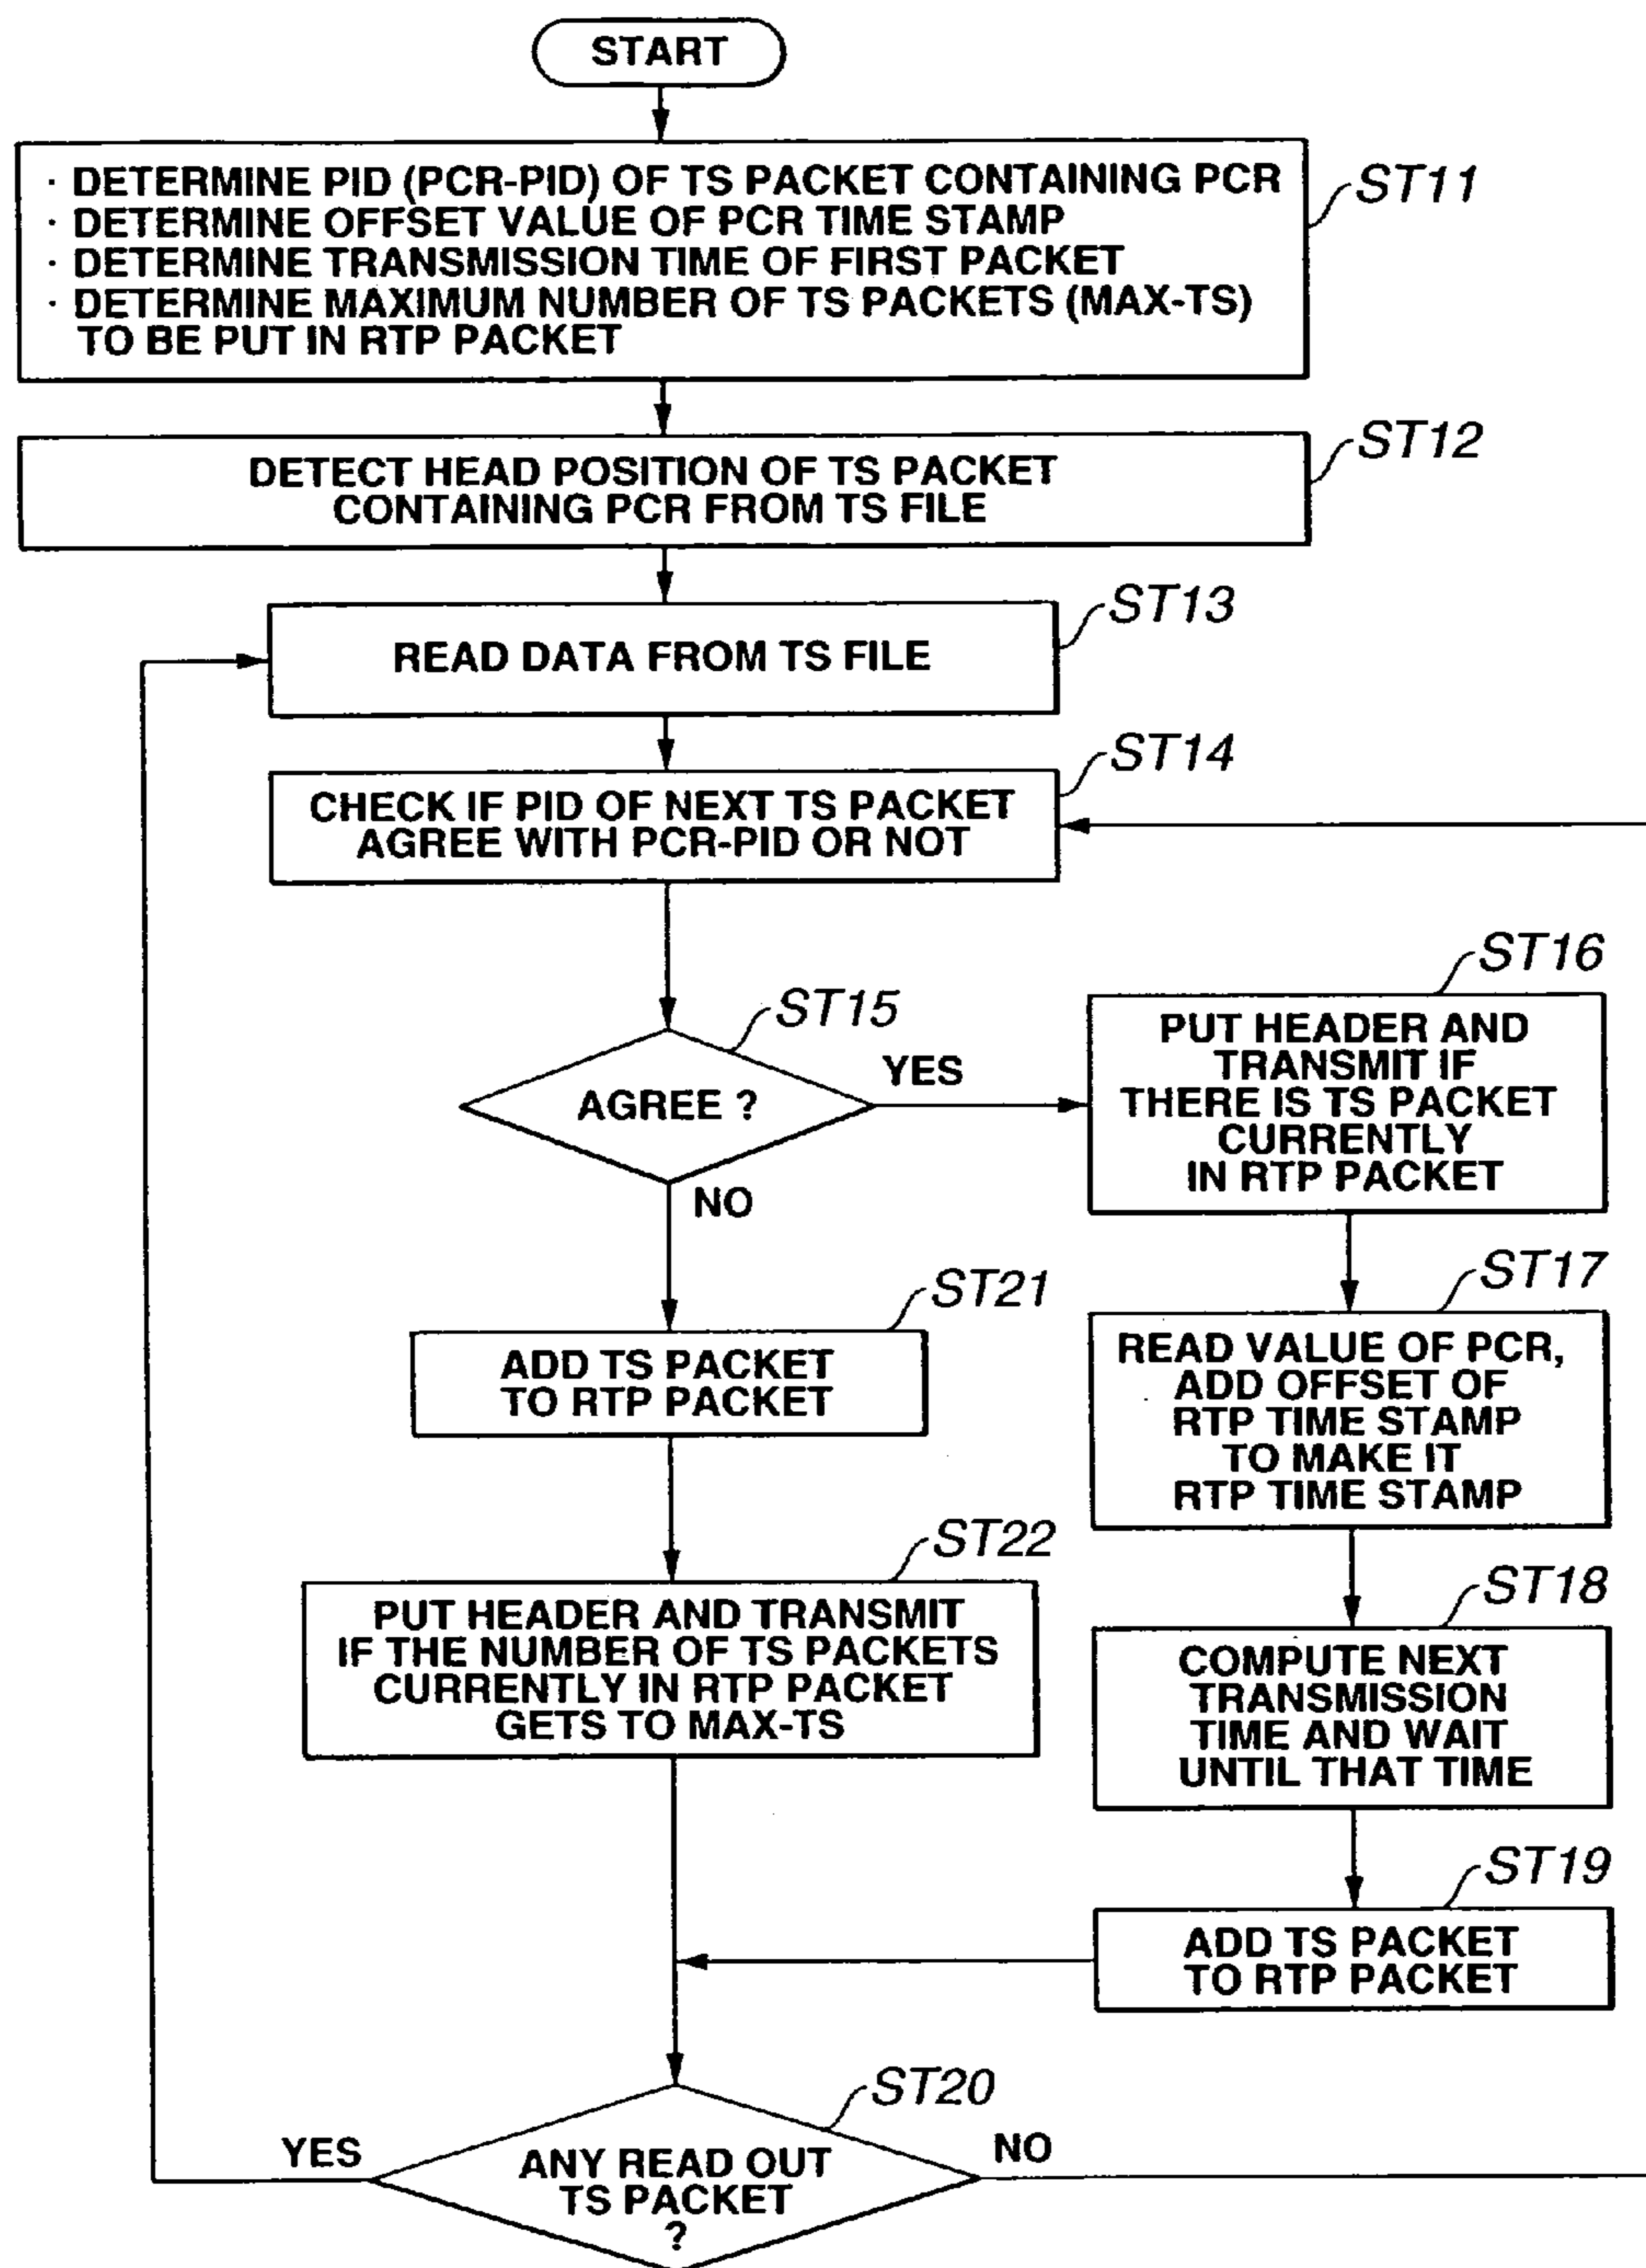 START
· DETERMINE PID (PCR-PID) OF TS PACKET CONTAINING PCR
· DETERMINE OFFSET VALUE OF PCR TIME STAMP
· DETERMINE TRANSMISSION TIME OF FIRST PACKET
· DETERMINE MAXIMUM NUMBER OF TS PACKETS (MAX-TS)
TO BE PUT IN RTP PACKET
ST11
DETECT HEAD POSITION OF TS PACKET
CONTAINING PCR FROM TS FILE
ST12
READ DATA FROM TS FILE
ST13
CHECK IF PID OF NEXT TS PACKET
AGREE WITH PCR-PID OR NOT
ST14
AGREE ?
ST15
YES
NO
PUT HEADER AND
TRANSMIT IF
THERE IS TS PACKET
CURRENTLY
IN RTP PACKET
ST16
READ VALUE OF PCR,
ADD OFFSET OF
RTP TIME STAMP
TO MAKE IT
RTP TIME STAMP
ST17
COMPUTE NEXT
TRANSMISSION
TIME AND WAIT
UNTIL THAT TIME
ST18
ADD TS PACKET
TO RTP PACKET
ST19
ADD TS PACKET
TO RTP PACKET
ST21
PUT HEADER AND TRANSMIT
IF THE NUMBER OF TS PACKETS
CURRENTLY IN RTP PACKET
GETS TO MAX-TS
ST22
ANY READ OUT
TS PACKET
?
ST20
YES
NO